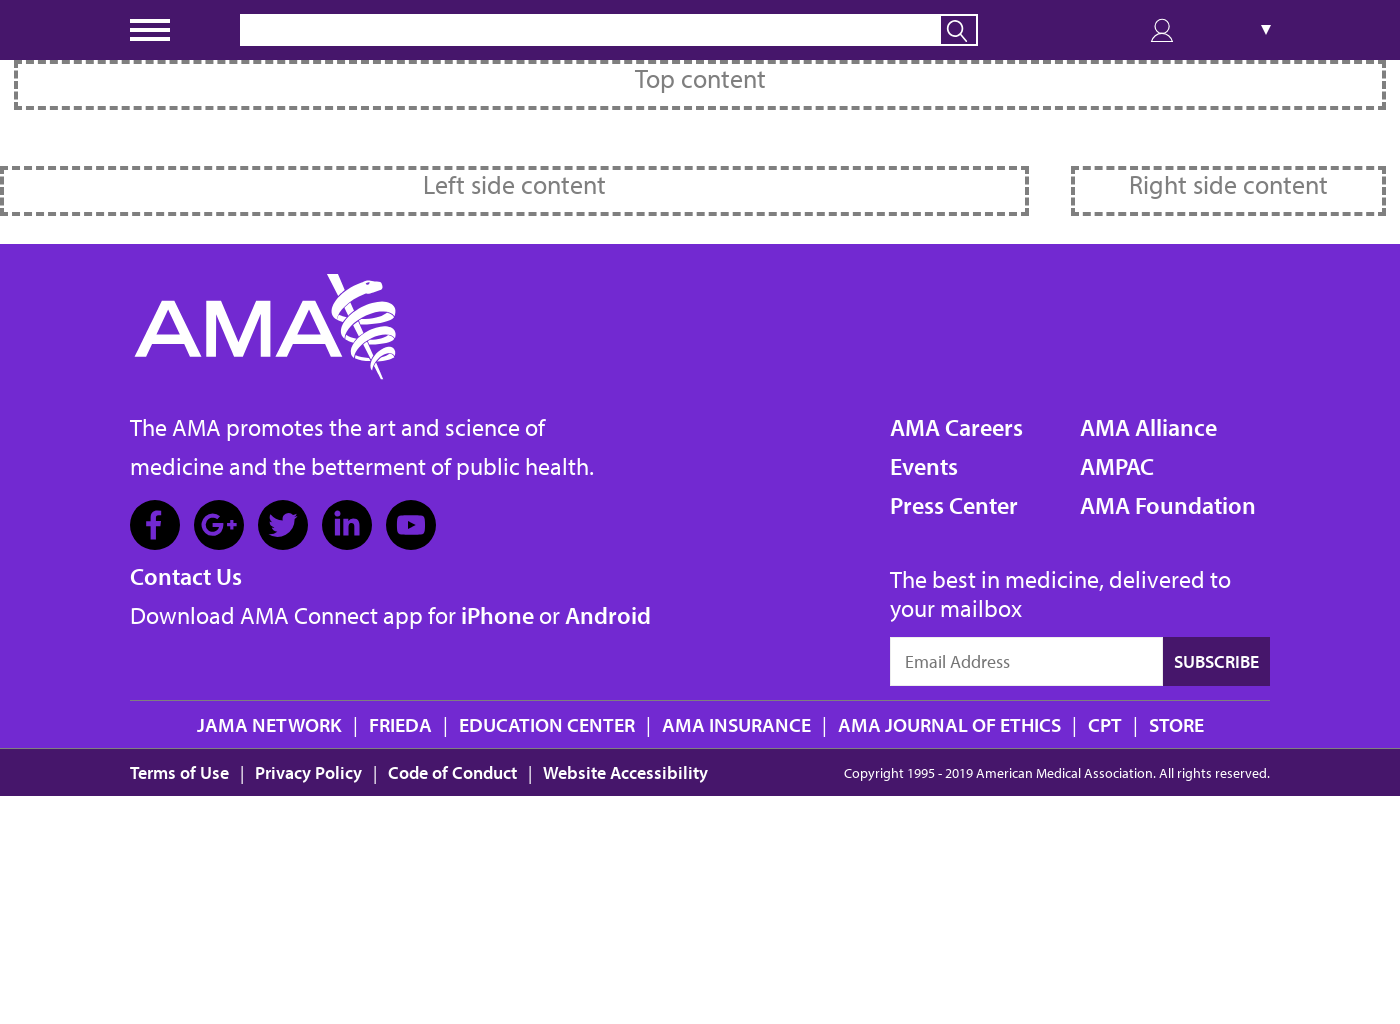 Top content
Left side content
Right side content
AMA
The AMA promotes the art and science of
medicine and the betterment of public health.
Contact Us
Download AMA Connect app for iPhone or Android
AMA Careers
Events
Press Center
AMA Alliance
AMPAC
AMA Foundation
The best in medicine, delivered to
your mailbox
Email Address SUBSCRIBE
JAMA NETWORK | FRIEDA | EDUCATION CENTER | AMA INSURANCE | AMA JOURNAL OF ETHICS | CPT | STORE
Terms of Use | Privacy Policy | Code of Conduct | Website Accessibility
Copyright 1995 - 2019 American Medical Association. All rights reserved.